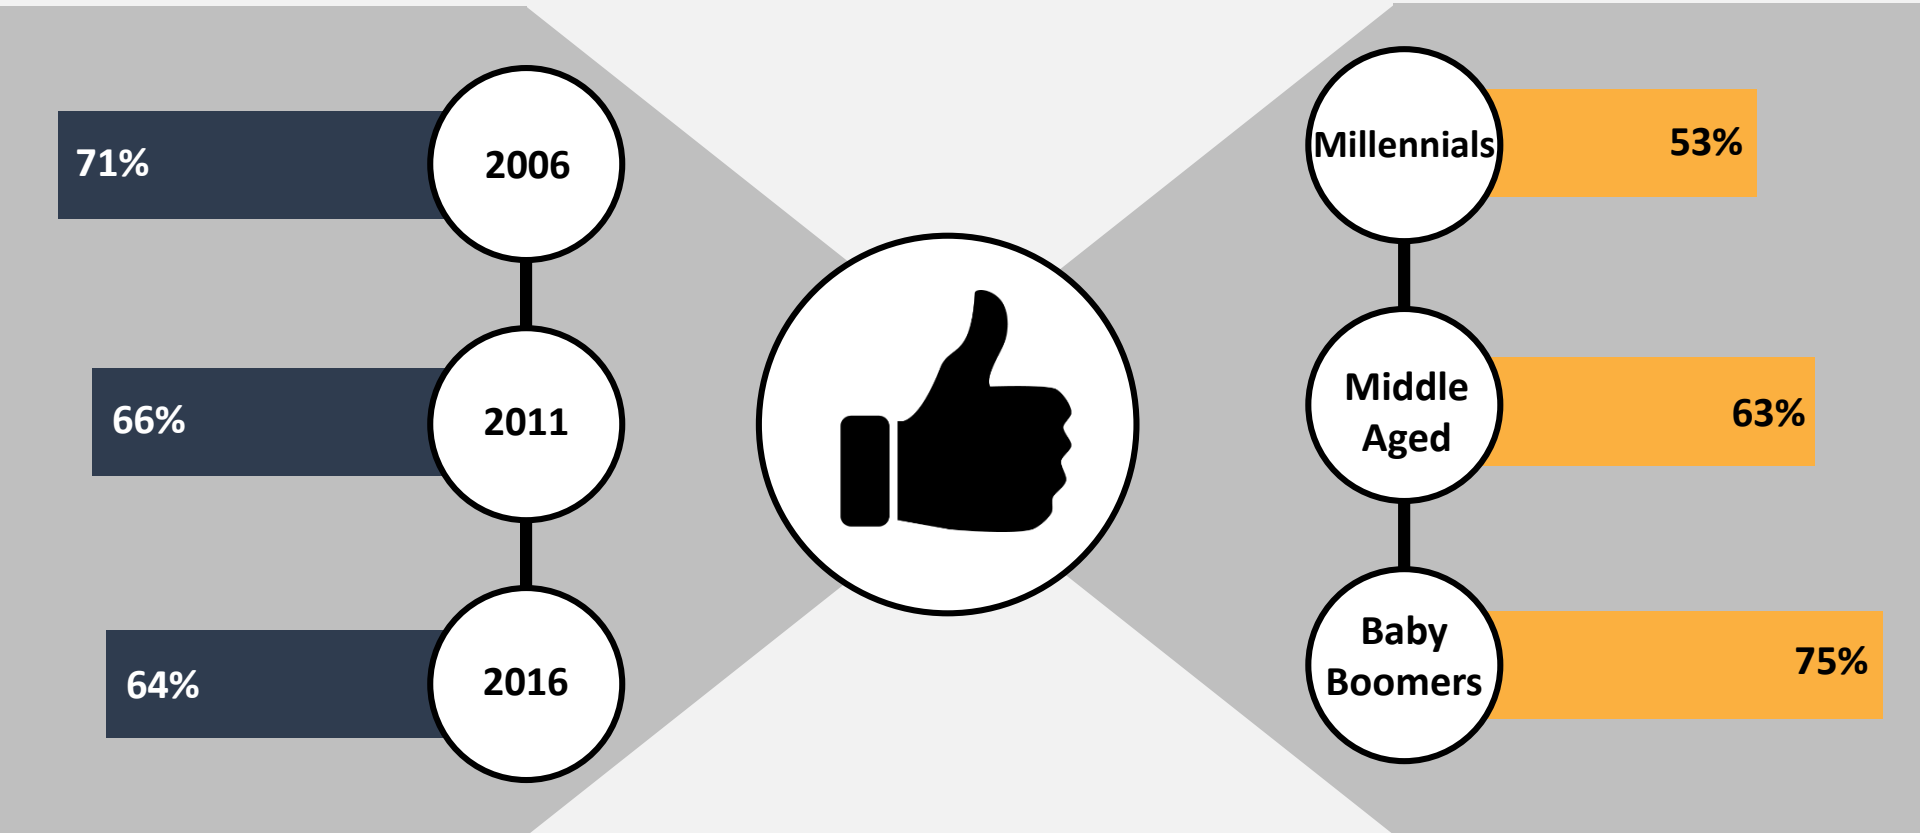 71%
2006
66%
2011
64%
2016
Millennials
53%
Middle
Aged
63%
Baby
Boomers
75%